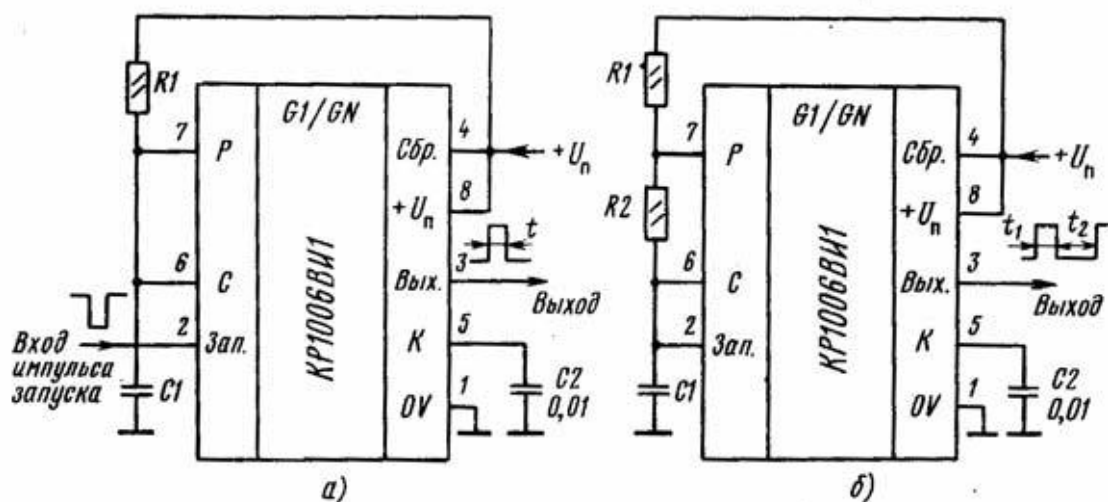 R1
G1/GN
7
P
Сбр.
4
+Uп
+Uп
8
t
6
С
КР1006ВИ1
Вых.
3
Выход
Вход
импульса
запуска
2
Зап.
К
5
C1
0V
1
C2
0,01
а)
R1
G1/GN
7
P
Сбр.
4
+Uп
R2
+Uп
8
t1
t2
6
С
КР1006ВИ1
Вых.
3
Выход
2
Зап.
К
5
C1
0V
1
C2
0,01
б)